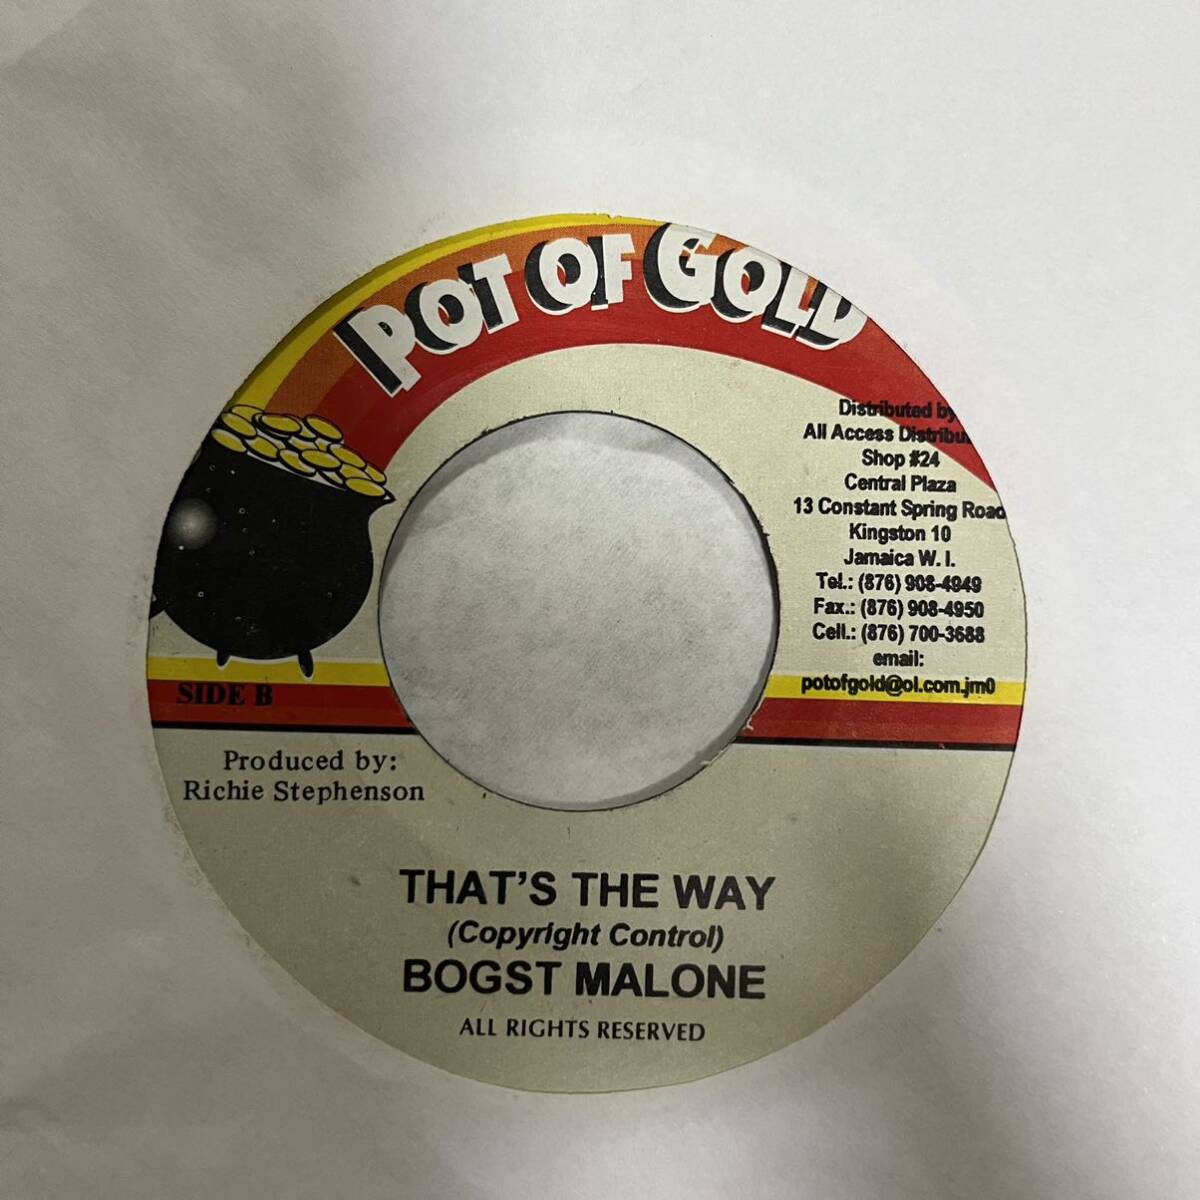 POT OF GOLD
Distributed by
All Access
Shop #24
Central Plaza
13 Constant Spring Road
Kingston 10
Jamaica W. I.
Tel.: (876) 908-4949
Fax.: (876) 908-4950
Cell.: (876) 700-3688
email:
potofgold@ol.com.jm0
SIDE B
Produced by:
Richie Stephenson
THAT'S THE WAY
(Copyright Control)
BOGST MALONE
ALL RIGHTS RESERVED